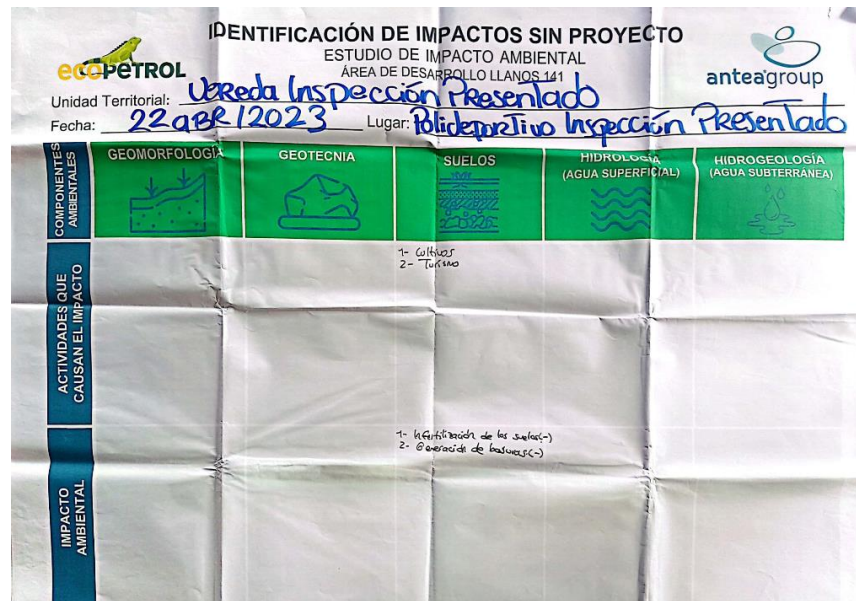 IDENTIFICACIÓN DE IMPACTOS SIN PROYECTO
ESTUDIO DE IMPACTO AMBIENTAL
ÁREA DE DESARROLLO LLANOS 141
ecoPETROL
anteagroup
Unidad Territorial: Vereda Inspección Presentado
Fecha: 22 abr / 2023 Lugar: Polideportivo Inspección Presentado
COMPONENTES AMBIENTALES
GEOMORFOLOGÍA
GEOTECNIA
SUELOS
HIDROLOGÍA
(AGUA SUPERFICIAL)
HIDROGEOLOGÍA
(AGUA SUBTERRÁNEA)
ACTIVIDADES QUE
CAUSAN EL IMPACTO
1- Cultivos
2- Turismo
IMPACTO
AMBIENTAL
1- Infertilización de los suelos(-)
2- Generación de basuras(-)